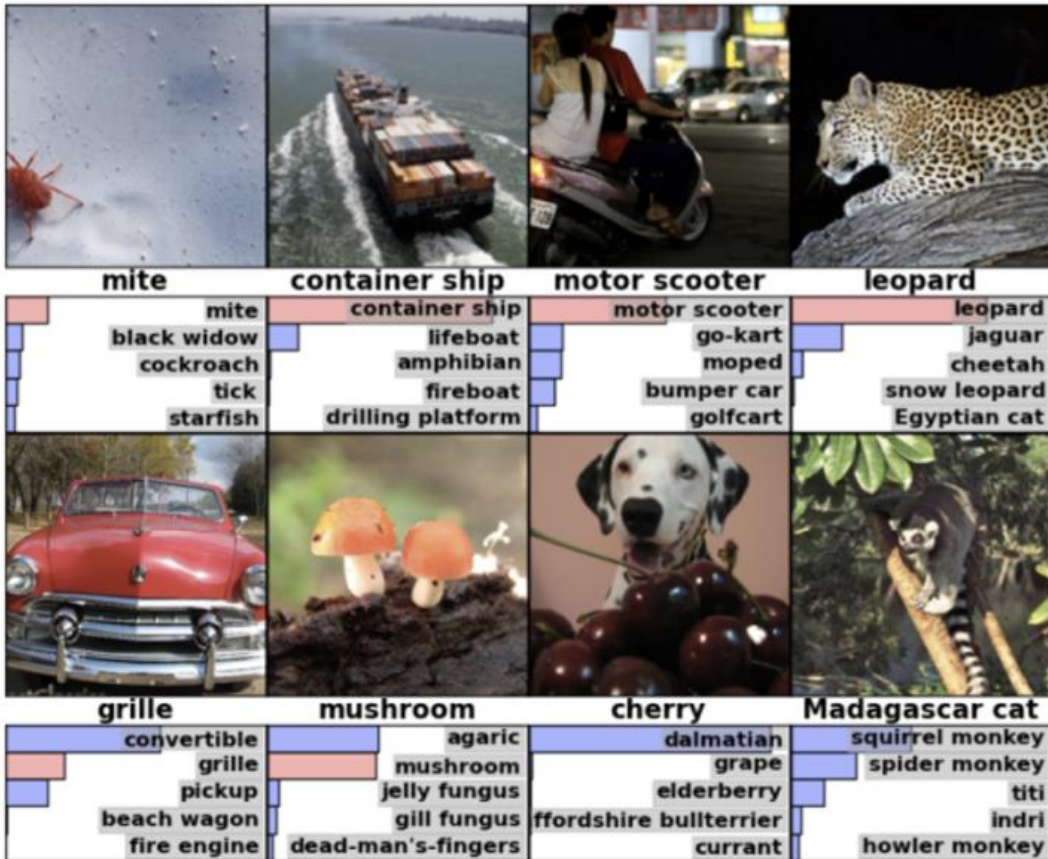 mite
container ship
motor scooter
leopard
mite
black widow
cockroach
tick
starfish
container ship
lifeboat
amphibian
fireboat
drilling platform
motor scooter
go-kart
moped
bumper car
golfcart
leopard
jaguar
cheetah
snow leopard
Egyptian cat
grille
mushroom
cherry
Madagascar cat
convertible
grille
pickup
beach wagon
fire engine
agaric
mushroom
jelly fungus
gill fungus
dead-man's-fingers
dalmatian
grape
elderberry
ffordshire bullterrier
currant
squirrel monkey
spider monkey
titi
indri
howler monkey